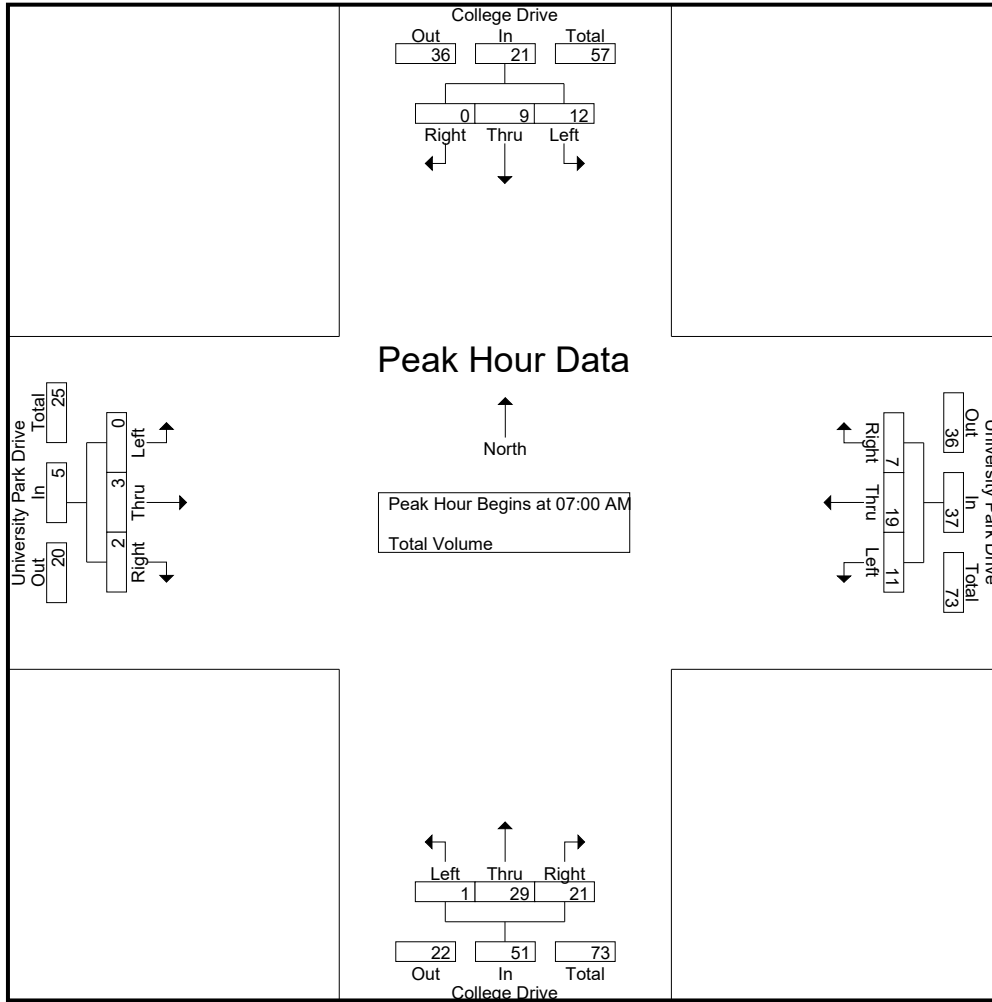 College Drive
Out In Total
36 21 57
0 9 12
Right Thru Left
Peak Hour Data
North
Peak Hour Begins at 07:00 AM
Total Volume
University Park Drive
Out In Total
20 5 25
Left Thru Right
0 3 2
University Park Drive
Out In Total
36 37 73
Right Thru Left
7 19 11
Left Thru Right
1 29 21
22 51 73
Out In Total
College Drive